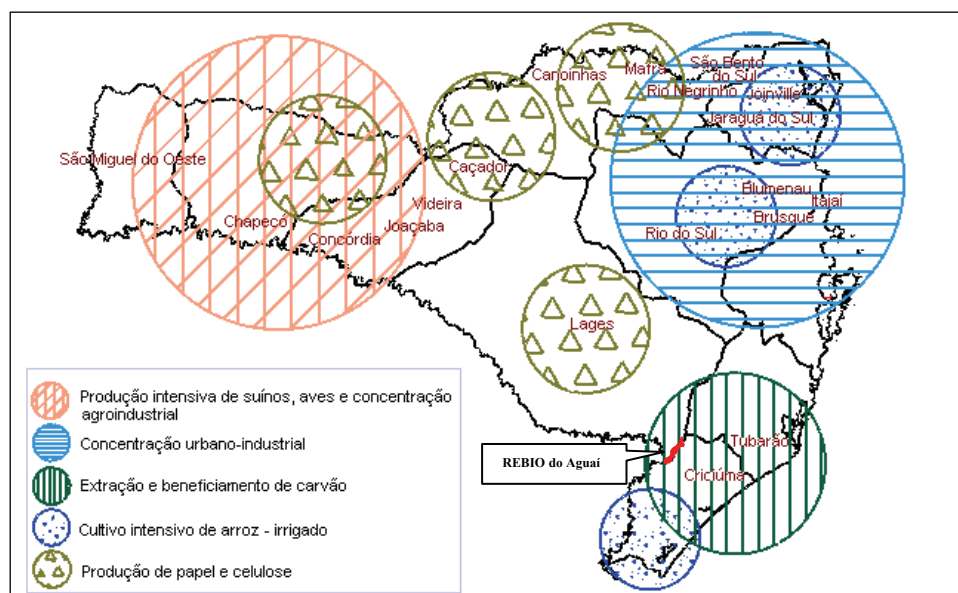 São Bento
do Sul
Canoinhas
Mafra
Rio Negrinho
Joinville
Jaraguá do Sul
São Miguel do Oeste
Caçador
Videira
Blumenau
Itajaí
Chapecó
Joaçaba
Brusque
Concórdia
Rio do Sul
Lages
Produção intensiva de suínos, aves e concentração
agroindustrial
Concentração urbano-industrial
Extração e beneficiamento de carvão
Cultivo intensivo de arroz - irrigado
Produção de papel e celulose
Tubarão
REBIO do Aguaí
Criciúma